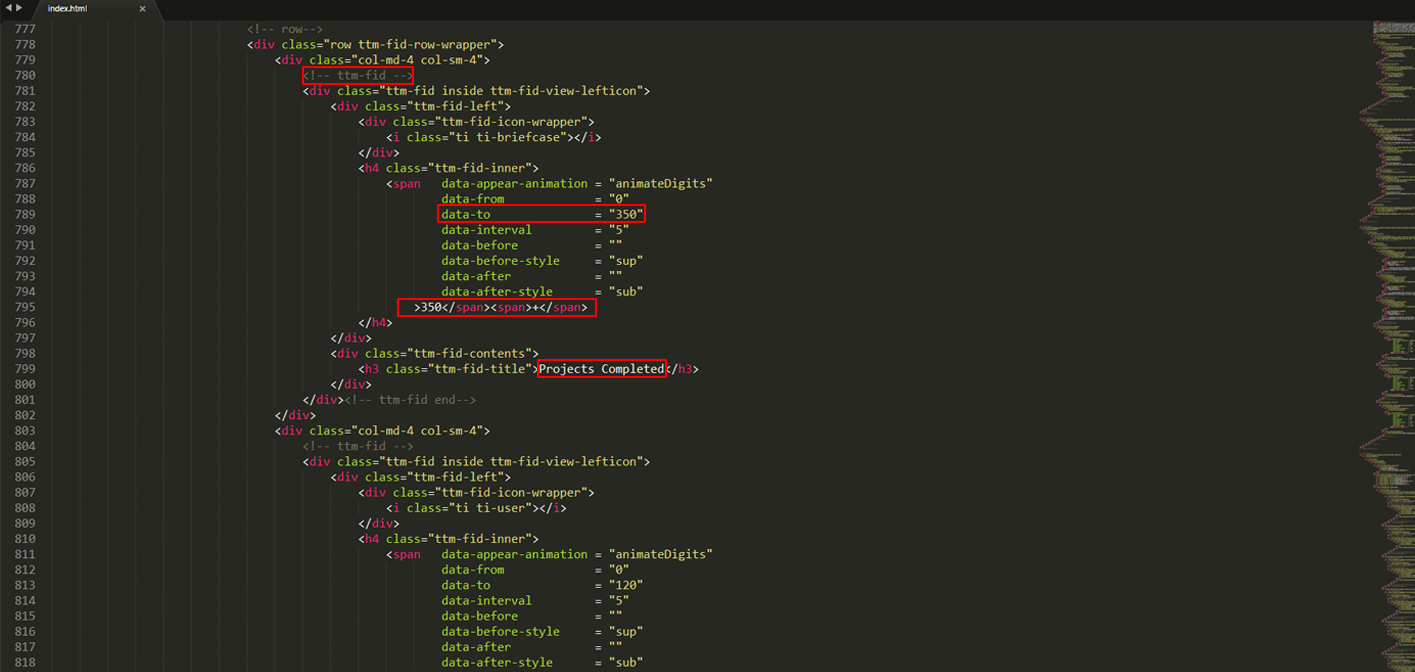 index.html
777 <!-- row-->
778 <div class="row ttm-fid-row-wrapper">
779 <div class="col-md-4 col-sm-4">
780 <!-- ttm-fid -->
781 <div class="ttm-fid inside ttm-fid-view-lefticon">
782 <div class="ttm-fid-left">
783 <div class="ttm-fid-icon-wrapper">
784 <i class="ti ti-briefcase"></i>
785 </div>
786 <h4 class="ttm-fid-inner">
787 <span data-appear-animation = "animateDigits"
788 data-from = "0"
789 data-to = "350"
790 data-interval = "5"
791 data-before = ""
792 data-before-style = "sup"
793 data-after = ""
794 data-after-style = "sub"
795 >350</span><span>+</span>
796 </h4>
797 </div>
798 <div class="ttm-fid-contents">
799 <h3 class="ttm-fid-title">Projects Completed</h3>
800 </div>
801 </div><!-- ttm-fid end-->
802 </div>
803 <div class="col-md-4 col-sm-4">
804 <!-- ttm-fid -->
805 <div class="ttm-fid inside ttm-fid-view-lefticon">
806 <div class="ttm-fid-left">
807 <div class="ttm-fid-icon-wrapper">
808 <i class="ti ti-user"></i>
809 </div>
810 <h4 class="ttm-fid-inner">
811 <span data-appear-animation = "animateDigits"
812 data-from = "0"
813 data-to = "120"
814 data-interval = "5"
815 data-before = ""
816 data-before-style = "sup"
817 data-after = ""
818 data-after-style = "sub"